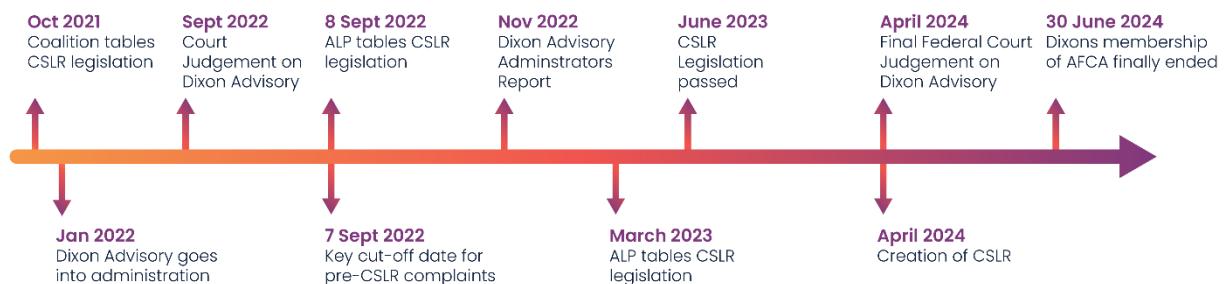 Oct 2021
Coalition tables
CSLR legislation
Sept 2022
Court
Judgement on
Dixon Advisory
8 Sept 2022
ALP tables CSLR
legislation
Nov 2022
Dixon Advisory
Adminstrators
Report
June 2023
CSLR
Legislation
passed
April 2024
Final Federal Court
Judgement on
Dixon Advisory
30 June 2024
Dixons membership
of AFCA finally ended
Jan 2022
Dixon Advisory goes
into administration
7 Sept 2022
Key cut-off date for
pre-CSLR complaints
March 2023
ALP tables CSLR
legislation
April 2024
Creation of CSLR